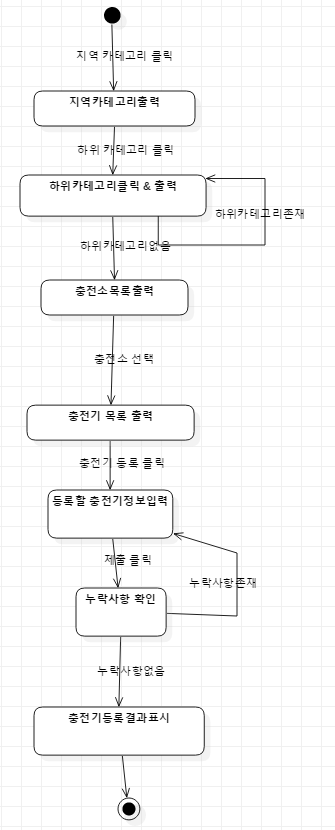 지역 카테고리 클릭
지역카테고리출력
하위 카테고리 클릭
하위카테고리클릭 & 출력
하위카테고리존재
하위카테고리없음
충전소목록출력
충전소 선택
충전기 목록 출력
충전기 등록 클릭
등록할 충전기정보입력
제출 클릭
누락사항존재
누락사항 확인
누락사항없음
충전기등록결과표시